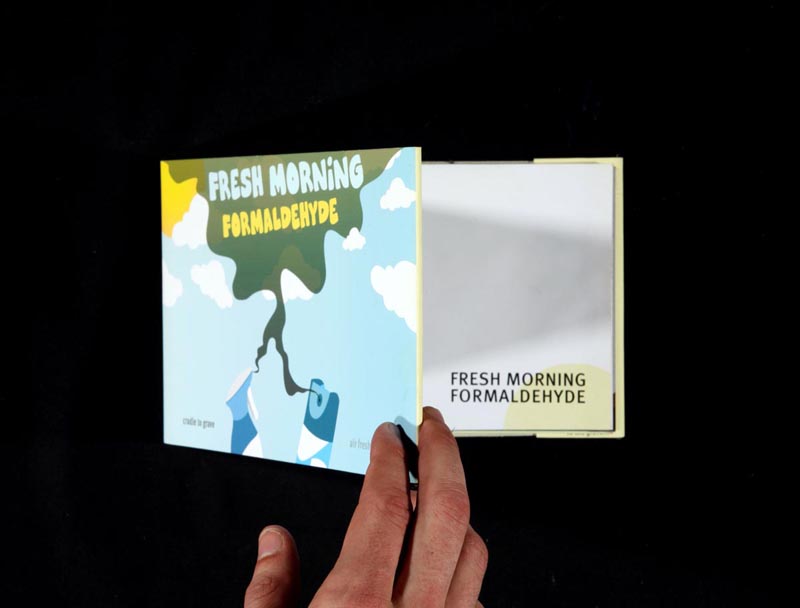 FRESH MORNiNG
FORMALDEHYDE
cradle to grave
air fresh
FRESH MORNING
FORMALDEHYDE